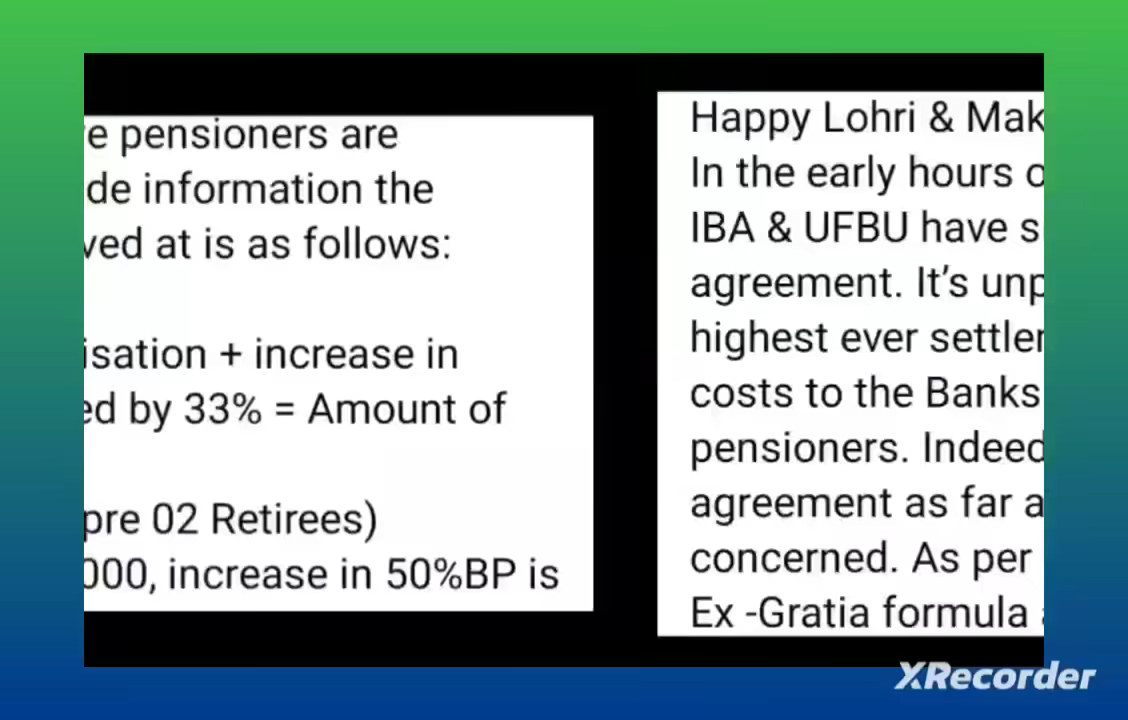 e pensioners are
de information the
ved at is as follows:
isation + increase in
ed by 33% = Amount of
pre 02 Retirees)
000, increase in 50%BP is
Happy Lohri & Mak
In the early hours o
IBA & UFBU have s
agreement. It's unp
highest ever settler
costs to the Banks
pensioners. Indeed
agreement as far a
concerned. As per
Ex -Gratia formula
XRecorder